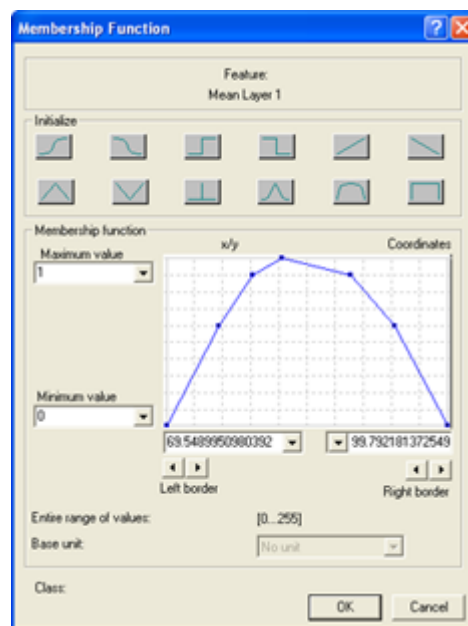 Membership Function
Feature:
Mean Layer 1
Initialize
Membership function
Maximum value
x/y
Coordinates
1
Minimum value
0
69.5489950980392
99.792181372549
Left border
Right border
Entire range of values:
[0...255]
Base unit:
No unit
Class:
OK
Cancel